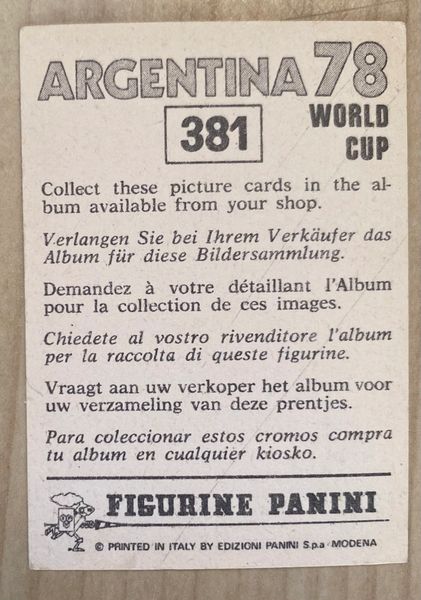 ARGENTINA 78
381
WORLD
CUP
Collect these picture cards in the al-
bum available from your shop.
Verlangen Sie bei Ihrem Verkäufer das
Album für diese Bildersammlung.
Demandez à votre détaillant l'Album
pour la collection de ces images.
Chiedete al vostro rivenditore l'album
per la raccolta di queste figurine.
Vraagt aan uw verkoper het album voor
uw verzameling van deze prentjes.
Para coleccionar estos cromos compra
tu album en cualquier kiosko.
FIGURINE PANINI
© PRINTED IN ITALY BY EDIZIONI PANINI S.p.a MODENA